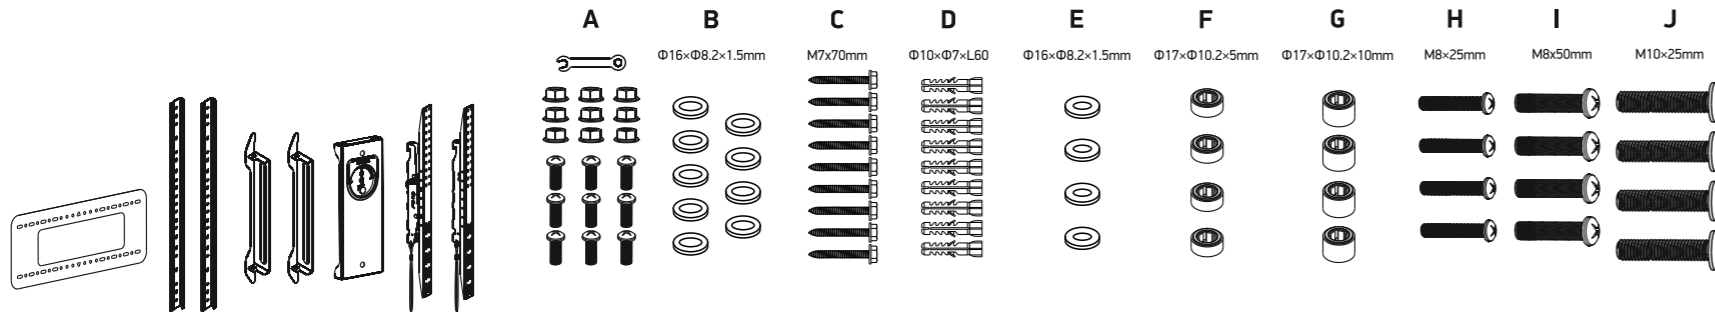 A B C D E F G H I J
Φ16×Φ8.2×1.5mm M7x70mm Φ10×Φ7×L60 Φ16×Φ8.2×1.5mm Φ17×Φ10.2×5mm Φ17×Φ10.2×10mm M8×25mm M8x50mm M10×25mm